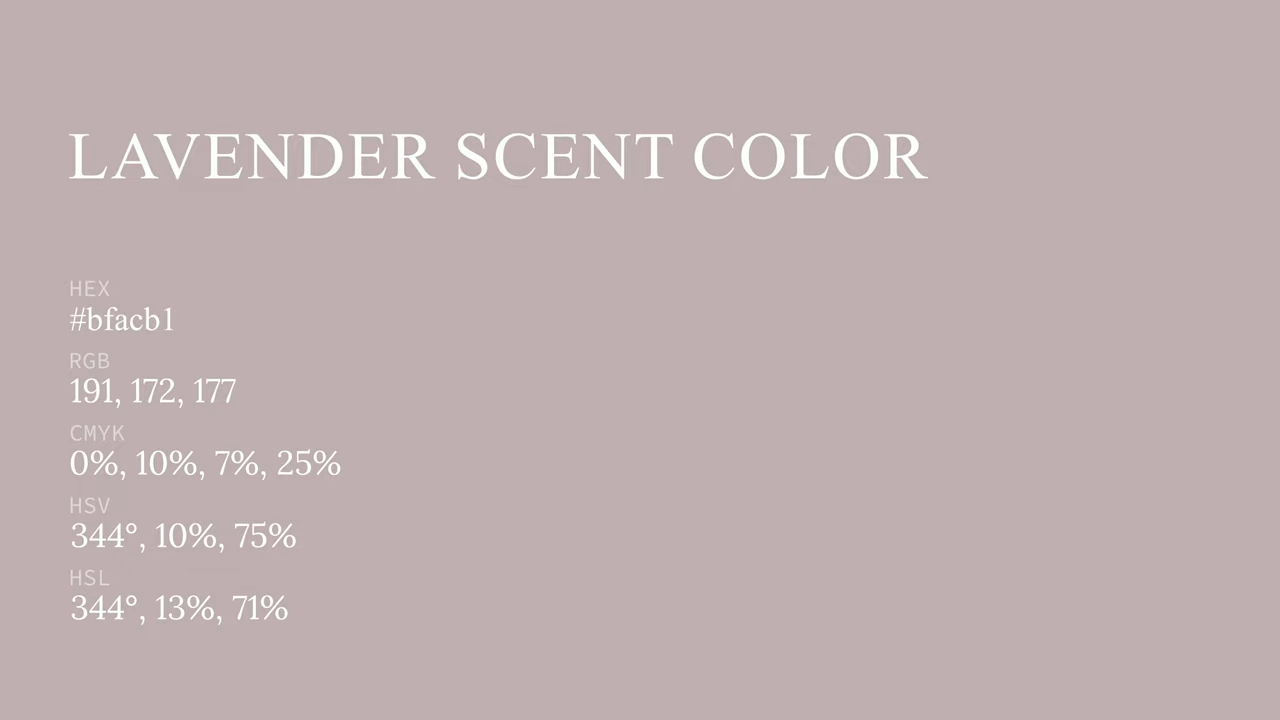 LAVENDER SCENT COLOR
HEX
#bfacb1
RGB
191, 172, 177
CMYK
0%, 10%, 7%, 25%
HSV
344°, 10%, 75%
HSL
344°, 13%, 71%